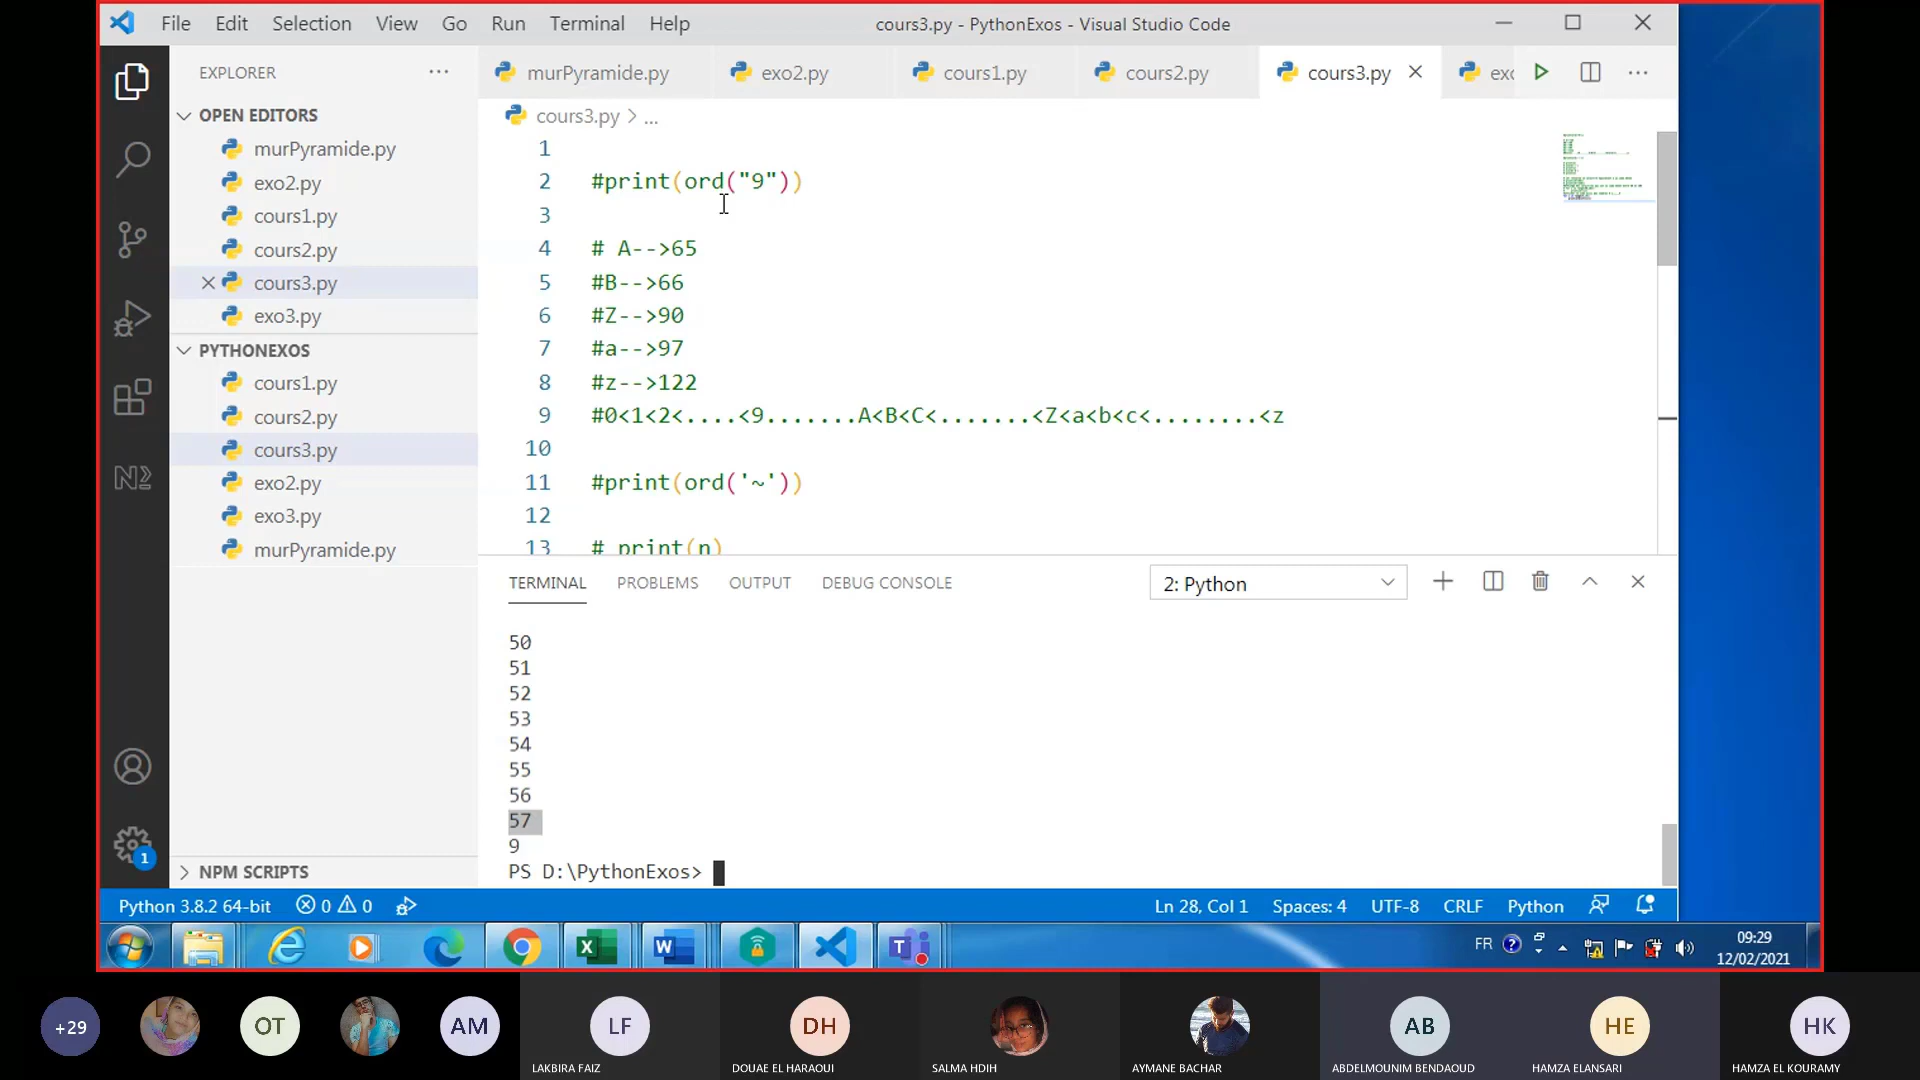 File Edit Selection View Go Run Terminal Help
cours3.py - PythonExos - Visual Studio Code
EXPLORER
OPEN EDITORS
murPyramide.py
exo2.py
cours1.py
cours2.py
cours3.py
exo3.py
PYTHONEXOS
cours1.py
cours2.py
cours3.py
exo2.py
exo3.py
murPyramide.py
NPM SCRIPTS
murPyramide.py
exo2.py
cours1.py
cours2.py
cours3.py
exo
cours3.py > ...
1
2 #print(ord("9"))
3
4 # A-->65
5 #B-->66
6 #Z-->90
7 #a-->97
8 #z-->122
9 #0<1<2<....<9.......A<B<C<.......<Z<a<b<c<........<z
10
11 #print(ord('~'))
12
13 # print(n)
TERMINAL PROBLEMS OUTPUT DEBUG CONSOLE
2: Python
50
51
52
53
54
55
56
57
9
PS D:\PythonExos>
1
Python 3.8.2 64-bit 0 0
Ln 28, Col 1 Spaces: 4 UTF-8 CRLF Python
FR
09:29
12/02/2021
+29
OT
AM
LF
LAKBIRA FAIZ
DH
DOUAE EL HARAOUI
SALMA HDIH
AYMANE BACHAR
AB
ABDELMOUNIM BENDAOUD
HE
HAMZA ELANSARI
HK
HAMZA EL KOURAMY